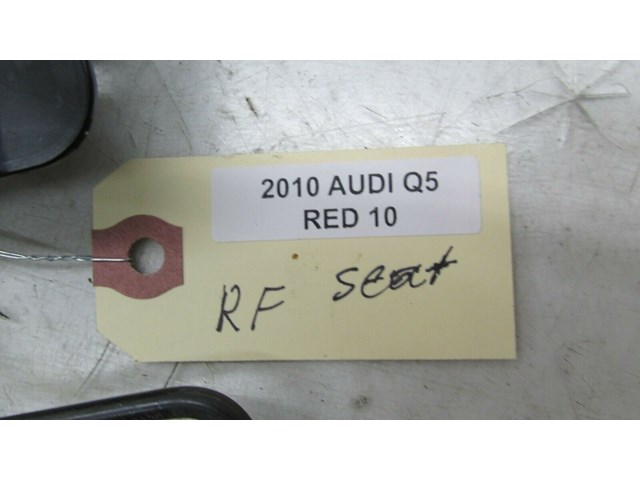 2010 AUDI Q5
RED 10
RF seat